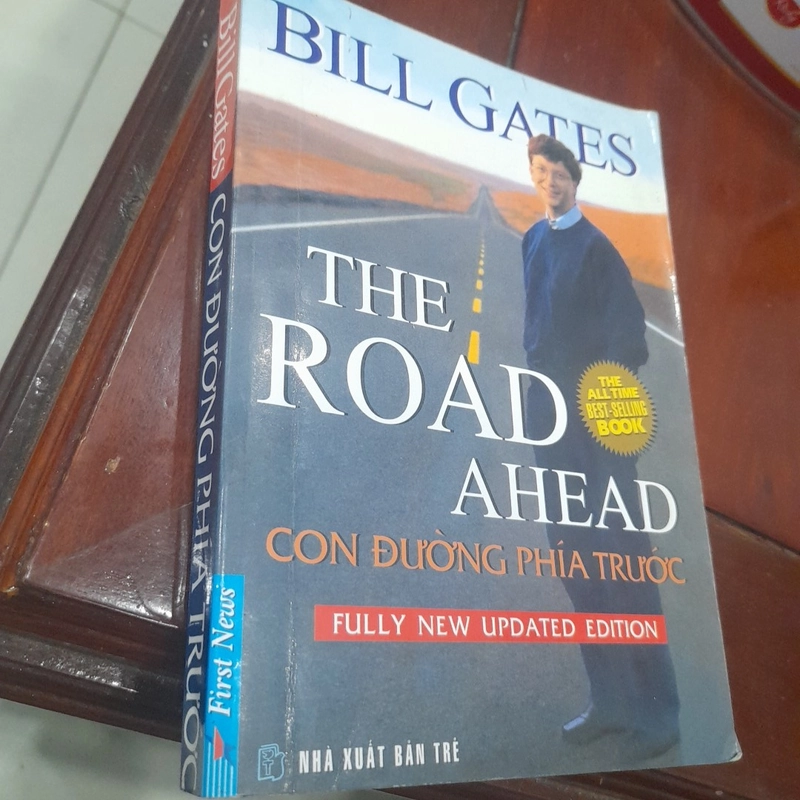 BILL GATES
THE
ROAD
AHEAD
THE
ALL TIME
BEST-SELLING
BOOK
CON ĐƯỜNG PHÍA TRƯỚC
FULLY NEW UPDATED EDITION
NHÀ XUẤT BẢN TRẺ
Bill Gates CON ĐƯỜNG PHÍA TRƯỚC
First News